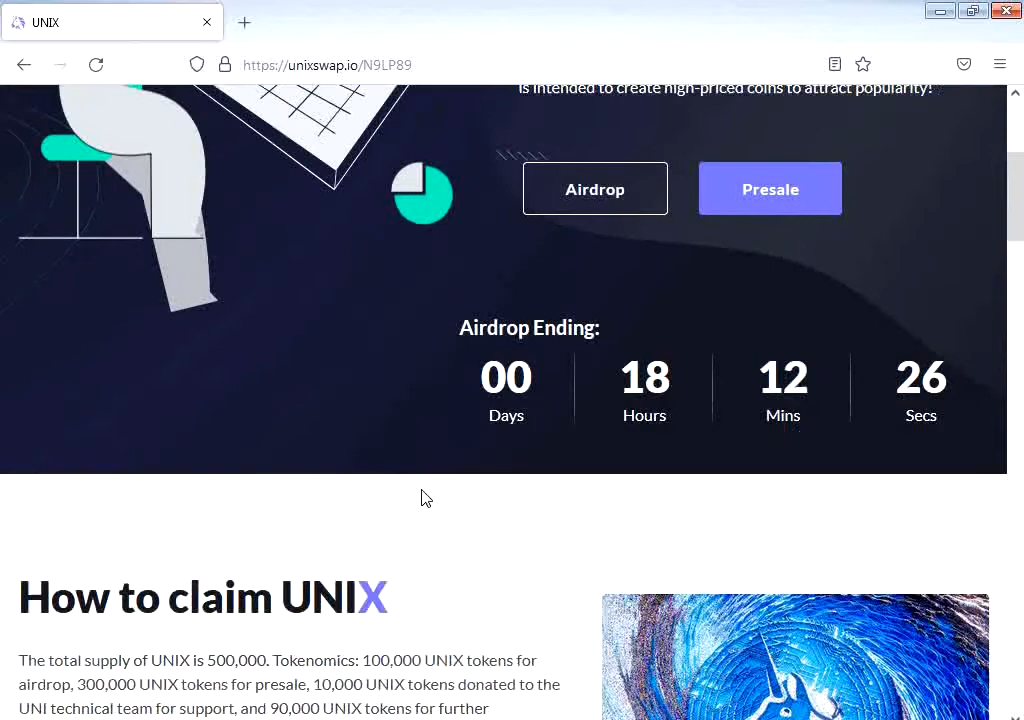 UNIX
https://unixswap.io/N9LP89
is intended to create high-priced coins to attract popularity!
Airdrop
Presale
Airdrop Ending:
00
18
12
26
Days
Hours
Mins
Secs
How to claim UNIX
The total supply of UNIX is 500,000. Tokenomics: 100,000 UNIX tokens for
airdrop, 300,000 UNIX tokens for presale, 10,000 UNIX tokens donated to the
UNI technical team for support, and 90,000 UNIX tokens for further